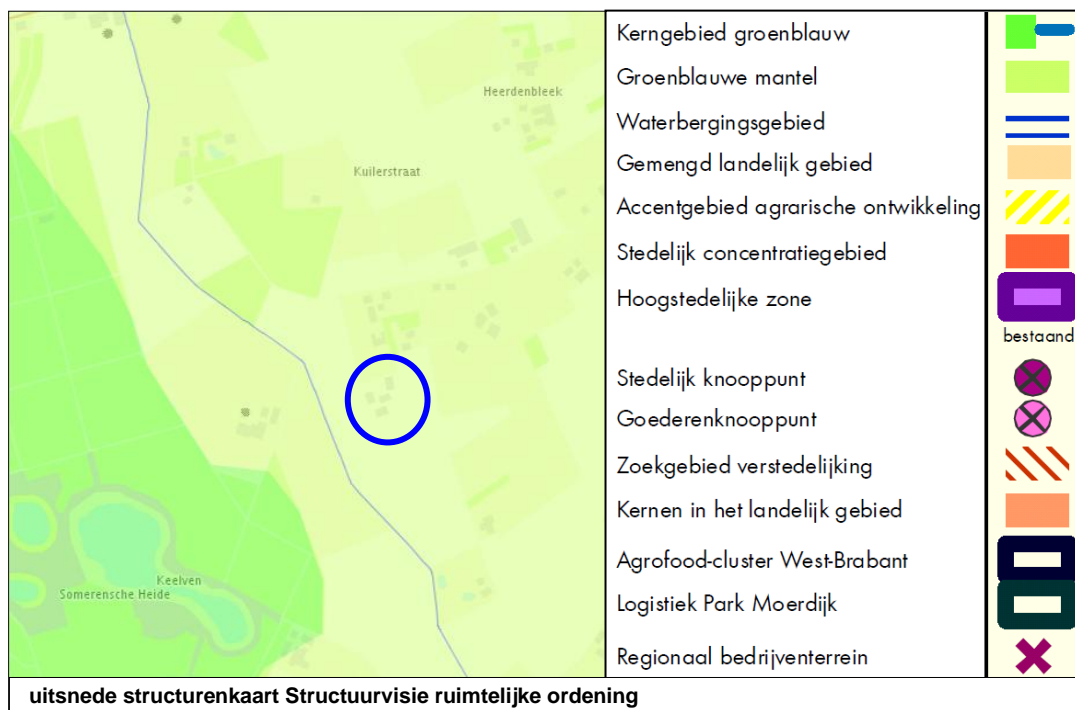 Heerdenbleek
Kuilerstraat
Keelven
Somerensche Heide
Kerngebied groenblauw
Groenblauwe mantel
Waterbergingsgebied
Gemengd landelijk gebied
Accentgebied agrarische ontwikkeling
Stedelijk concentratiegebied
Hoogstedelijke zone
bestaand
Stedelijk knooppunt
Goederenknooppunt
Zoekgebied verstedelijking
Kernen in het landelijk gebied
Agrofood-cluster West-Brabant
Logistiek Park Moerdijk
Regionaal bedrijventerrein
uitsnede structurenkaart Structuurvisie ruimtelijke ordening